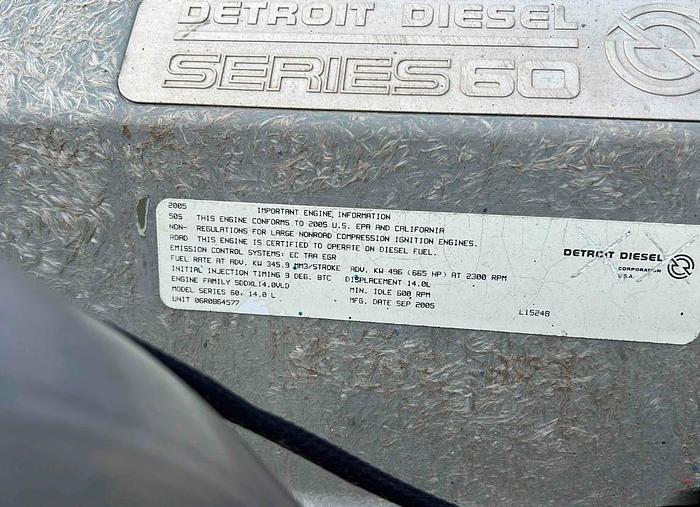 DETROIT DIESEL
SERIES 60
2005 IMPORTANT ENGINE INFORMATION
505 THIS ENGINE CONFORMS TO 2005 U.S. EPA AND CALIFORNIA
NON- REGULATIONS FOR LARGE NONROAD COMPRESSION IGNITION ENGINES.
ROAD THIS ENGINE IS CERTIFIED TO OPERATE ON DIESEL FUEL.
EMISSION CONTROL SYSTEMS: EC TAA EGR
FUEL RATE AT ADV. KW 345.9 MM3/STROKE ADV. KW 496 (665 HP) AT 2300 RPM
INITIAL INJECTION TIMING 9 DEG. BTC DISPLACEMENT 14.0L
ENGINE FAMILY 5DDXL14.0VLD MIN. IDLE 600 RPM
MODEL SERIES 60, 14.0 L MFG. DATE SEP 2005
UNIT 06R0864577 L1524B
DETROIT DIESEL
CORPORATION
U.S.A.